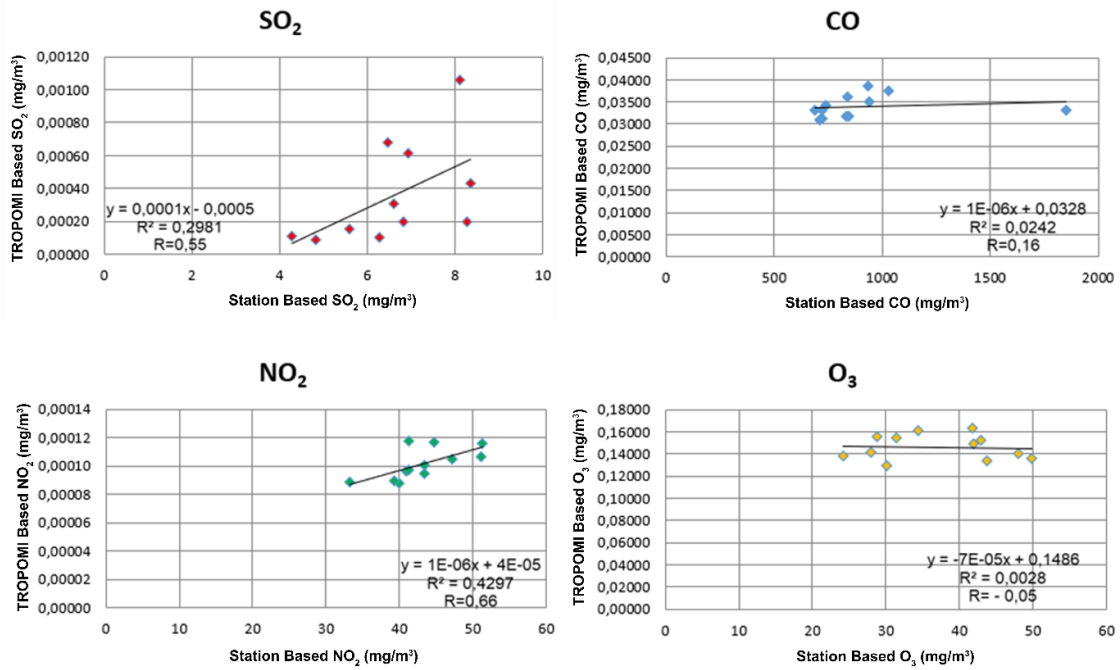 SO₂
TROPOMI Based SO₂ (mg/m³)
0,00120
0,00100
0,00080
0,00060
0,00040
0,00020
0,00000
y = 0,0001x - 0,0005
R² = 0,2981
R=0,55
0 2 4 6 8 10
Station Based SO₂ (mg/m³)
CO
TROPOMI Based CO (mg/m³)
0,04500
0,04000
0,03500
0,03000
0,02500
0,02000
0,01500
0,01000
0,00500
0,00000
y = 1E-06x + 0,0328
R² = 0,0242
R=0,16
0 500 1000 1500 2000
Station Based CO (mg/m³)
NO₂
TROPOMI Based NO₂ (mg/m³)
0,00014
0,00012
0,00010
0,00008
0,00006
0,00004
0,00002
0,00000
y = 1E-06x + 4E-05
R² = 0,4297
R=0,66
0 10 20 30 40 50 60
Station Based NO₂ (mg/m³)
O₃
TROPOMI Based O₃ (mg/m³)
0,18000
0,16000
0,14000
0,12000
0,10000
0,08000
0,06000
0,04000
0,02000
0,00000
y = -7E-05x + 0,1486
R² = 0,0028
R= - 0,05
0 10 20 30 40 50 60
Station Based O₃ (mg/m³)